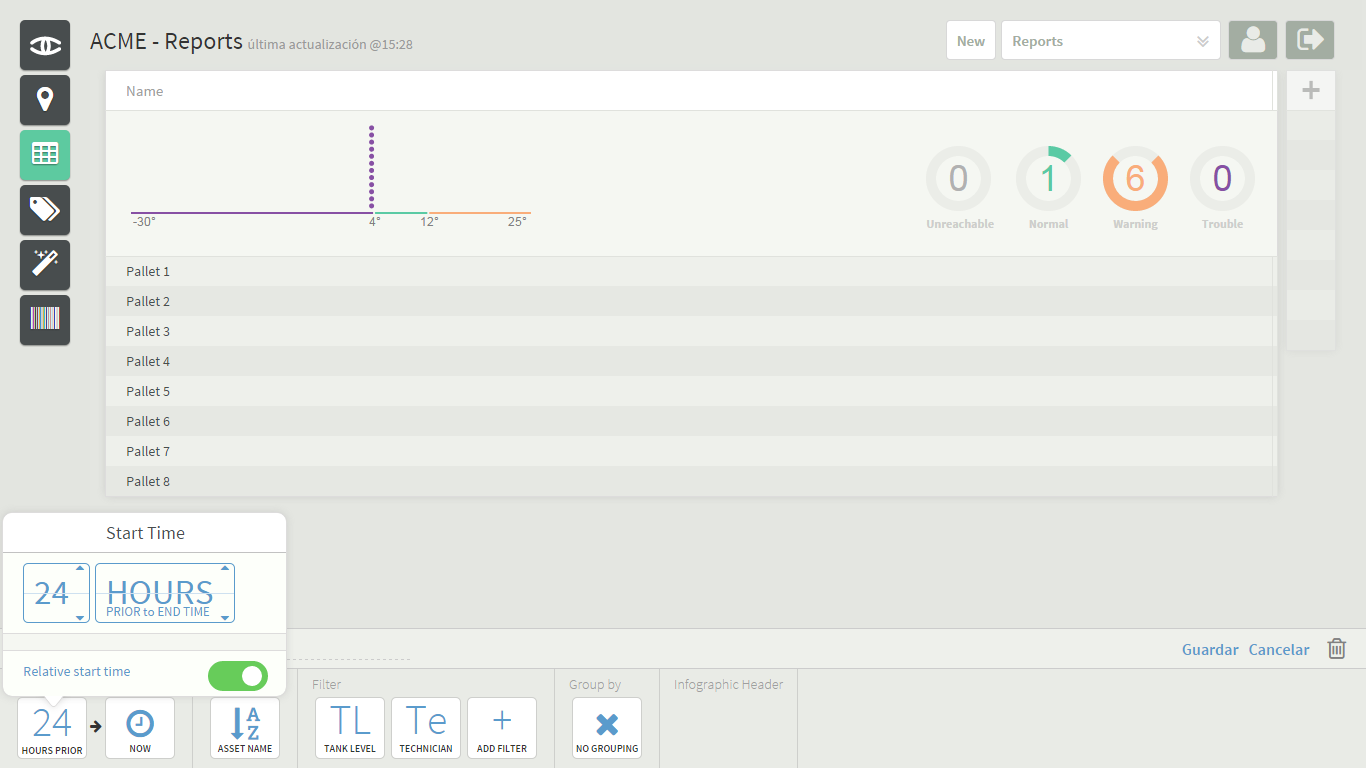 ACME - Reports última actualización @15:28
New
Reports
Name
-30°
4°
12°
25°
0
Unreachable
1
Normal
6
Warning
0
Trouble
Pallet 1
Pallet 2
Pallet 3
Pallet 4
Pallet 5
Pallet 6
Pallet 7
Pallet 8
Start Time
24
HOURS
PRIOR to END TIME
Relative start time
Guardar
Cancelar
24
HOURS PRIOR
NOW
A
Z
ASSET NAME
Filter
TL
TANK LEVEL
Te
TECHNICIAN
+
ADD FILTER
Group by
NO GROUPING
Infographic Header